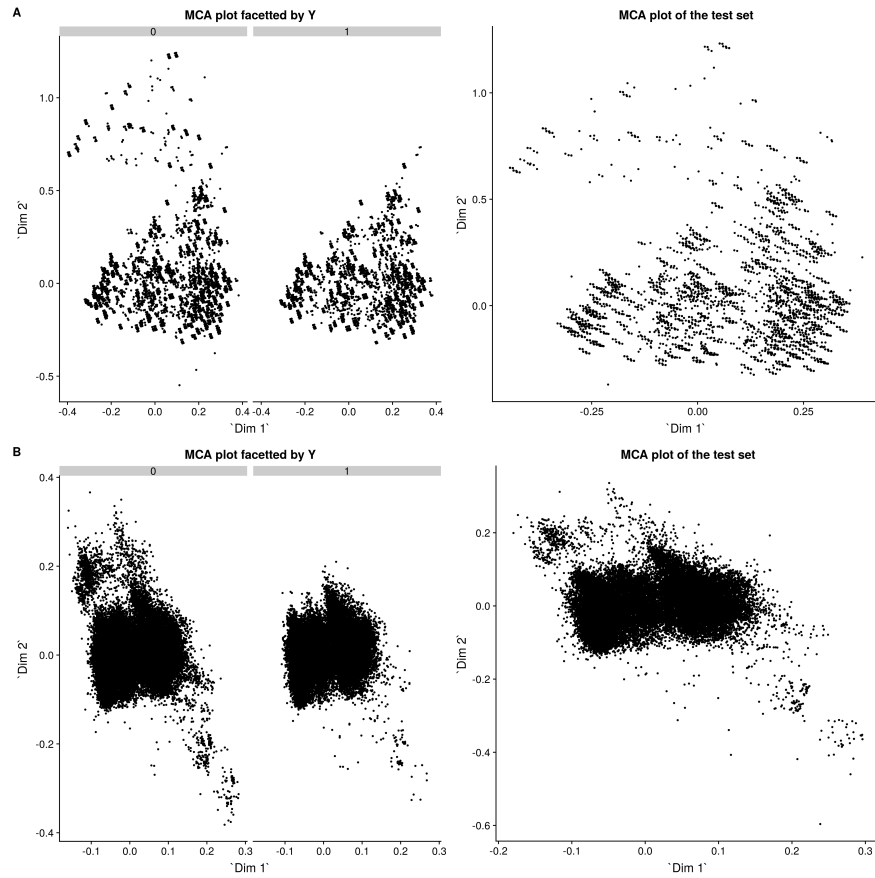 A
MCA plot facetted by Y
0
1
1.0
0.5
0.0
-0.5
`Dim 2`
-0.4 -0.2 0.0 0.2 0.4 -0.4 -0.2 0.0 0.2 0.4
`Dim 1`
MCA plot of the test set
1.0
0.5
0.0
`Dim 2`
-0.25 0.00 0.25
`Dim 1`
B
MCA plot facetted by Y
0
1
0.4
0.2
0.0
-0.2
-0.4
`Dim 2`
-0.1 0.0 0.1 0.2 0.3 -0.1 0.0 0.1 0.2 0.3
`Dim 1`
MCA plot of the test set
0.2
0.0
-0.2
-0.4
-0.6
`Dim 2`
-0.2 -0.1 0.0 0.1 0.2 0.3
`Dim 1`